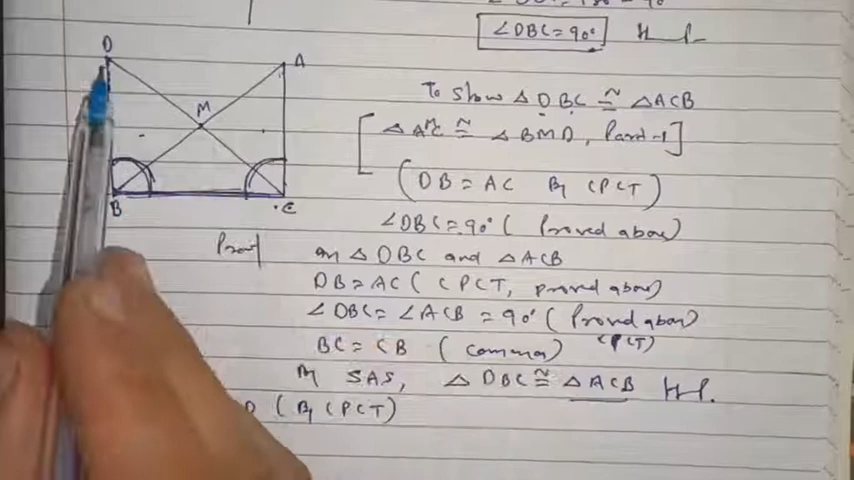 ∠DBC = 90° H P
D
A
M
B
C
To show △DBC ≅ △ACB
[△AMC ≅ △BMD, Part-1]
(DB = AC By CPCT)
∠DBC = 90° (Proved above)
Proof In △DBC and △ACB
DB = AC (CPCT, proved above)
∠DBC = ∠ACB = 90° (Proved above)
BC = CB (common) CPCT)
By SAS, △DBC ≅ △ACB H.P.
(By CPCT)